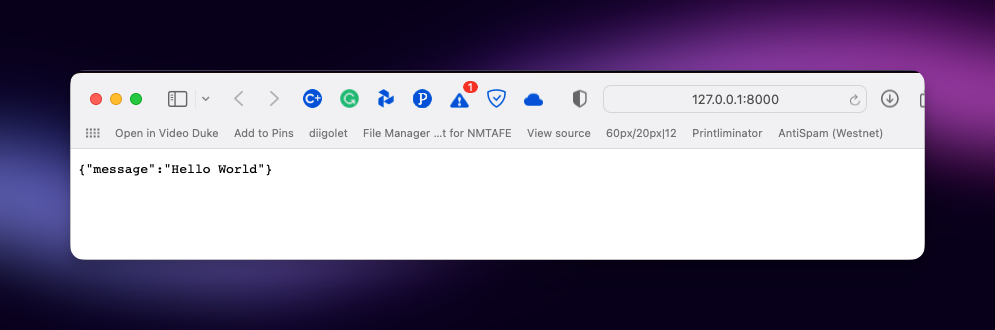 1
C+
G
P
127.0.0.1:8000
Open in Video Duke Add to Pins diigolet File Manager ...t for NMTAFE View source 60px/20px|12 Printliminator AntiSpam (Westnet)
{"message":"Hello World"}